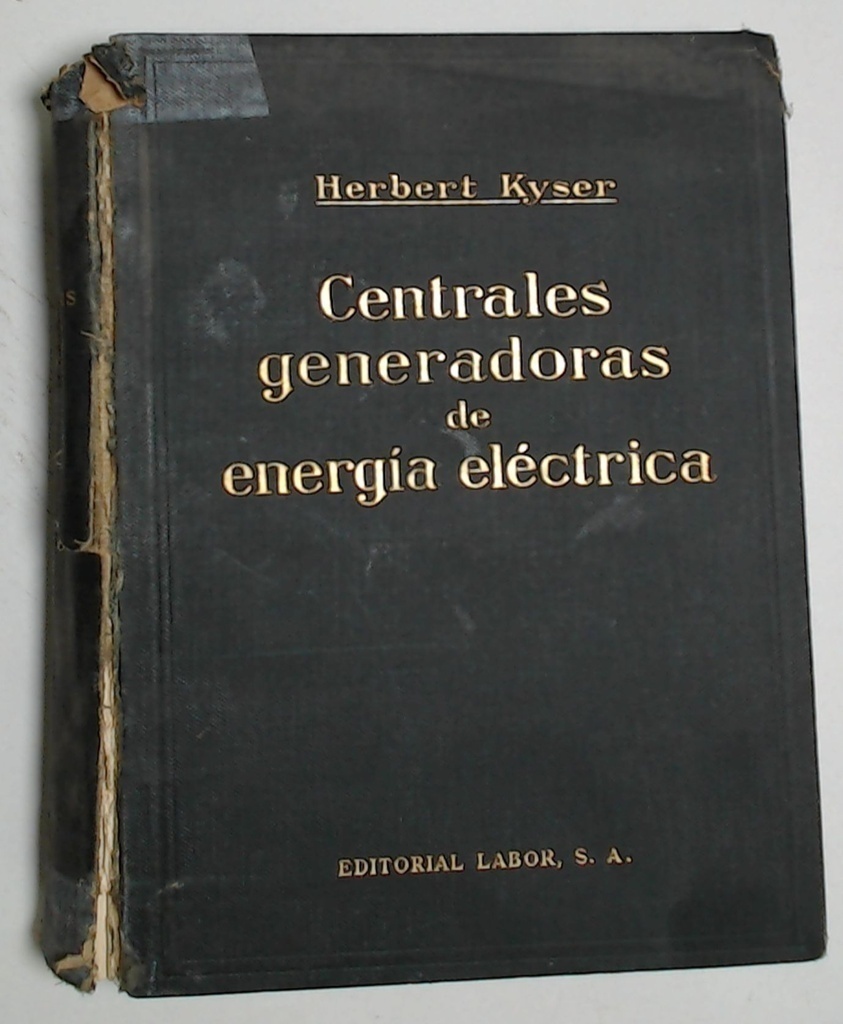 Herbert Kyser
Centrales
generadoras
de
energía eléctrica
EDITORIAL LABOR, S. A.